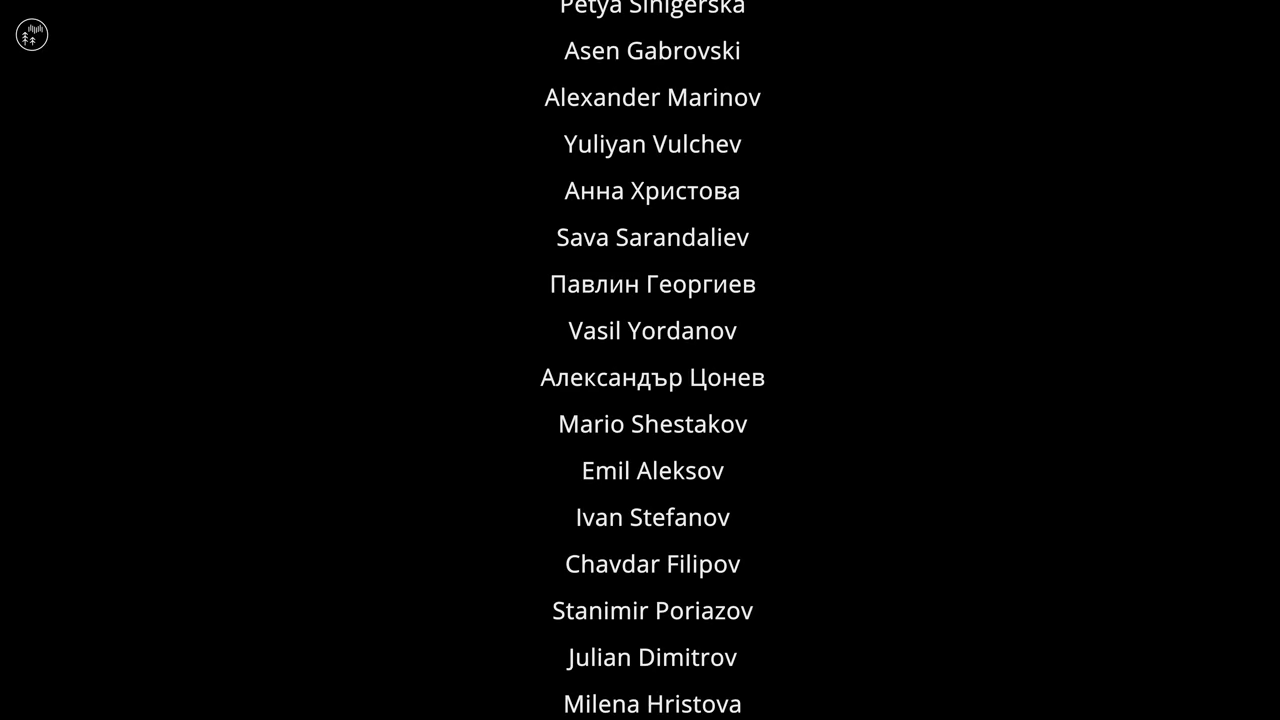 Petya Sinigerska
Asen Gabrovski
Alexander Marinov
Yuliyan Vulchev
Анна Христова
Sava Sarandaliev
Павлин Георгиев
Vasil Yordanov
Александър Цонев
Mario Shestakov
Emil Aleksov
Ivan Stefanov
Chavdar Filipov
Stanimir Poriazov
Julian Dimitrov
Milena Hristova